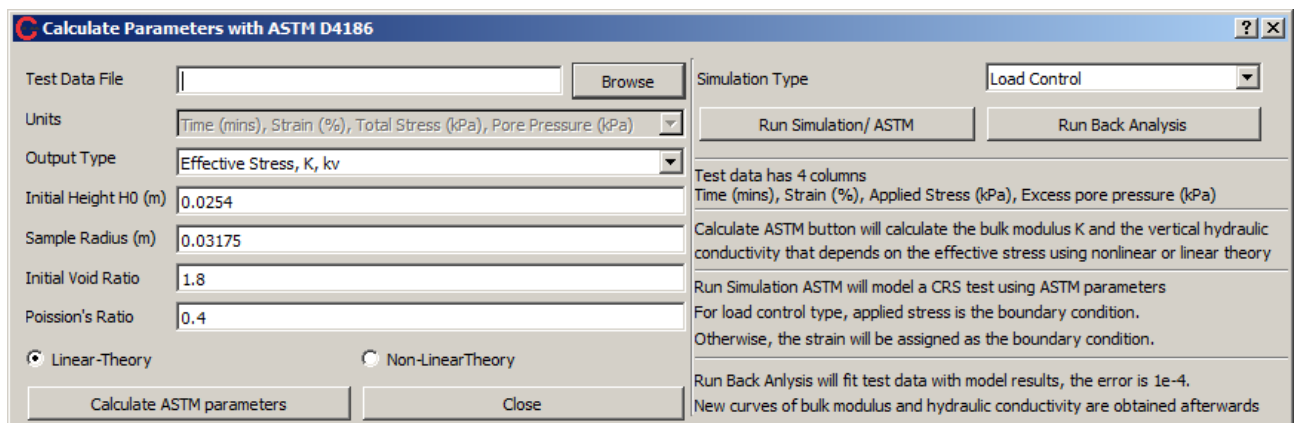 Calculate Parameters with ASTM D4186
Test Data File
Browse
Units
Time (mins), Strain (%), Total Stress (kPa), Pore Pressure (kPa)
Output Type
Effective Stress, K, kv
Initial Height H0 (m)
0.0254
Sample Radius (m)
0.03175
Initial Void Ratio
1.8
Poission's Ratio
0.4
Linear-Theory
Non-LinearTheory
Calculate ASTM parameters
Close
Simulation Type
Load Control
Run Simulation/ ASTM
Run Back Analysis
Test data has 4 columns
Time (mins), Strain (%), Applied Stress (kPa), Excess pore pressure (kPa)
Calculate ASTM button will calculate the bulk modulus K and the vertical hydraulic
conductivity that depends on the effective stress using nonlinear or linear theory
Run Simulation ASTM will model a CRS test using ASTM parameters
For load control type, applied stress is the boundary condition.
Otherwise, the strain will be assigned as the boundary condition.
Run Back Anlysis will fit test data with model results, the error is 1e-4.
New curves of bulk modulus and hydraulic conductivity are obtained afterwards